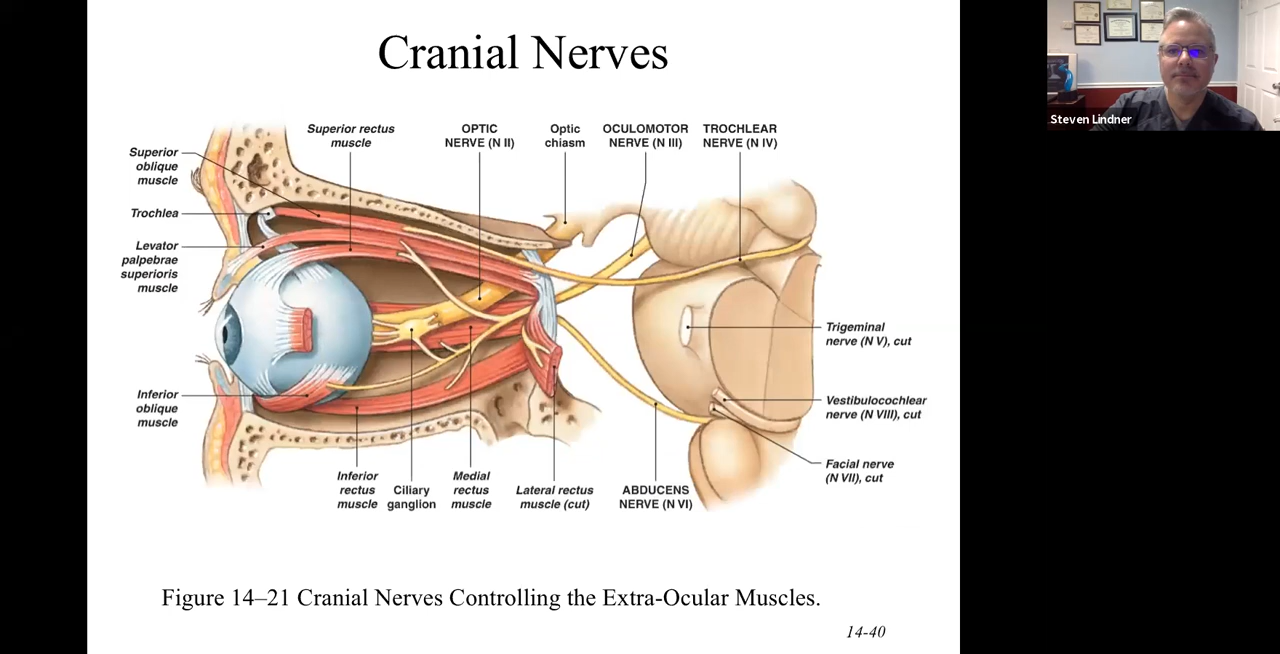 Cranial Nerves
Steven Lindner
Superior rectus
muscle
OPTIC
NERVE (N II)
Optic
chiasm
OCULOMOTOR
NERVE (N III)
TROCHLEAR
NERVE (N IV)
Superior
oblique
muscle
Trochlea
Levator
palpebrae
superioris
muscle
Inferior
oblique
muscle
Trigeminal
nerve (N V), cut
Vestibulocochlear
nerve (N VIII), cut
Facial nerve
(N VII), cut
Inferior
rectus
muscle
Ciliary
ganglion
Medial
rectus
muscle
Lateral rectus
muscle (cut)
ABDUCENS
NERVE (N VI)
Figure 14–21 Cranial Nerves Controlling the Extra-Ocular Muscles.
14-40